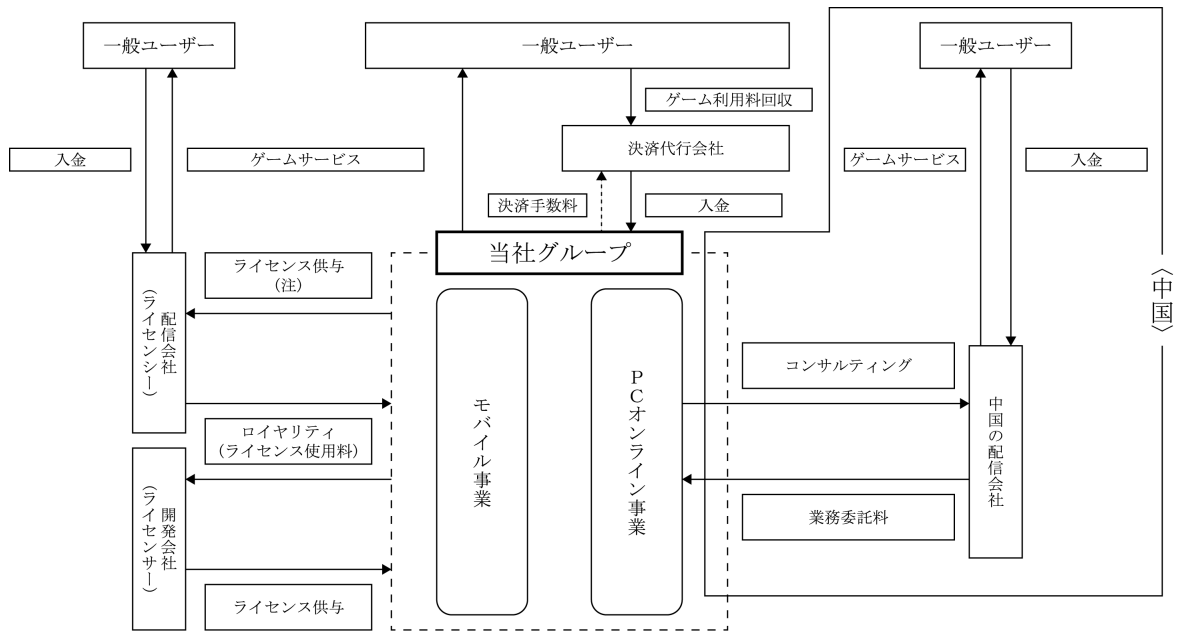 一般ユーザー
一般ユーザー
一般ユーザー
ゲーム利用料回収
決済代行会社
入金
ゲームサービス
ゲームサービス
入金
決済手数料
入金
当社グループ
ライセンス供与
（注）
〈中国〉
配信会社
（ライセンシー）
コンサルティング
モバイル事業
PCオンライン事業
中国の配信会社
ロイヤリティ
（ライセンス使用料）
業務委託料
開発会社
（ライセンサー）
ライセンス供与